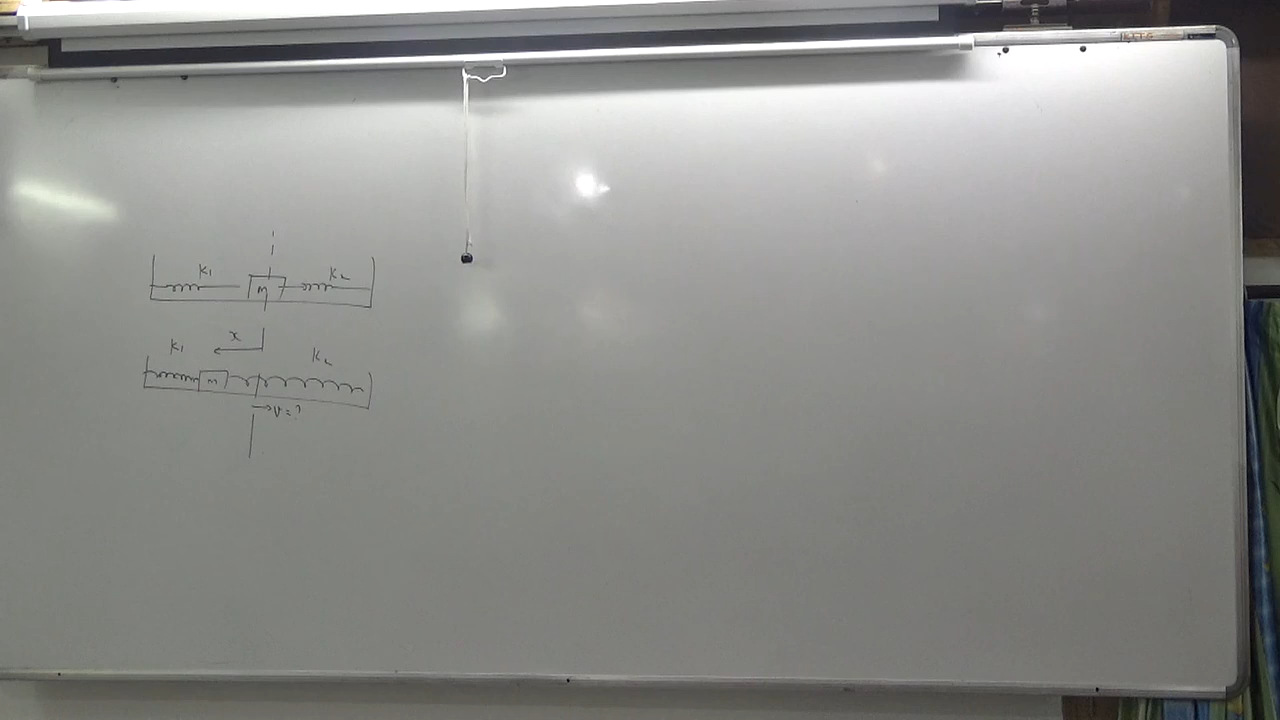 K₁ m K₂
x
K₁ K₂
m
v = ?